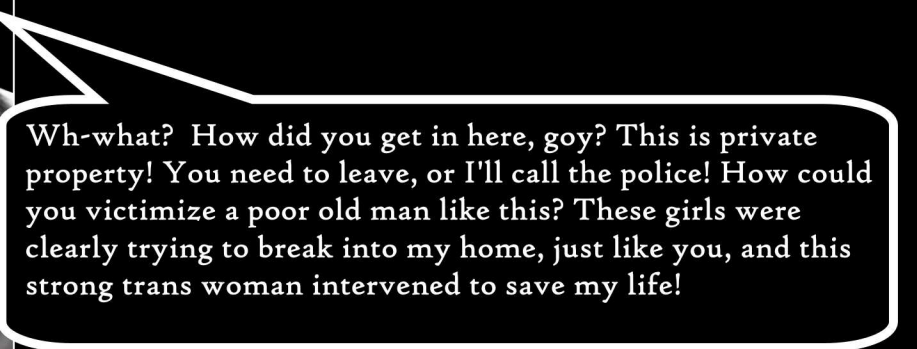 Wh-what? How did you get in here, goy? This is private
property! You need to leave, or I'll call the police! How could
you victimize a poor old man like this? These girls were
clearly trying to break into my home, just like you, and this
strong trans woman intervened to save my life!